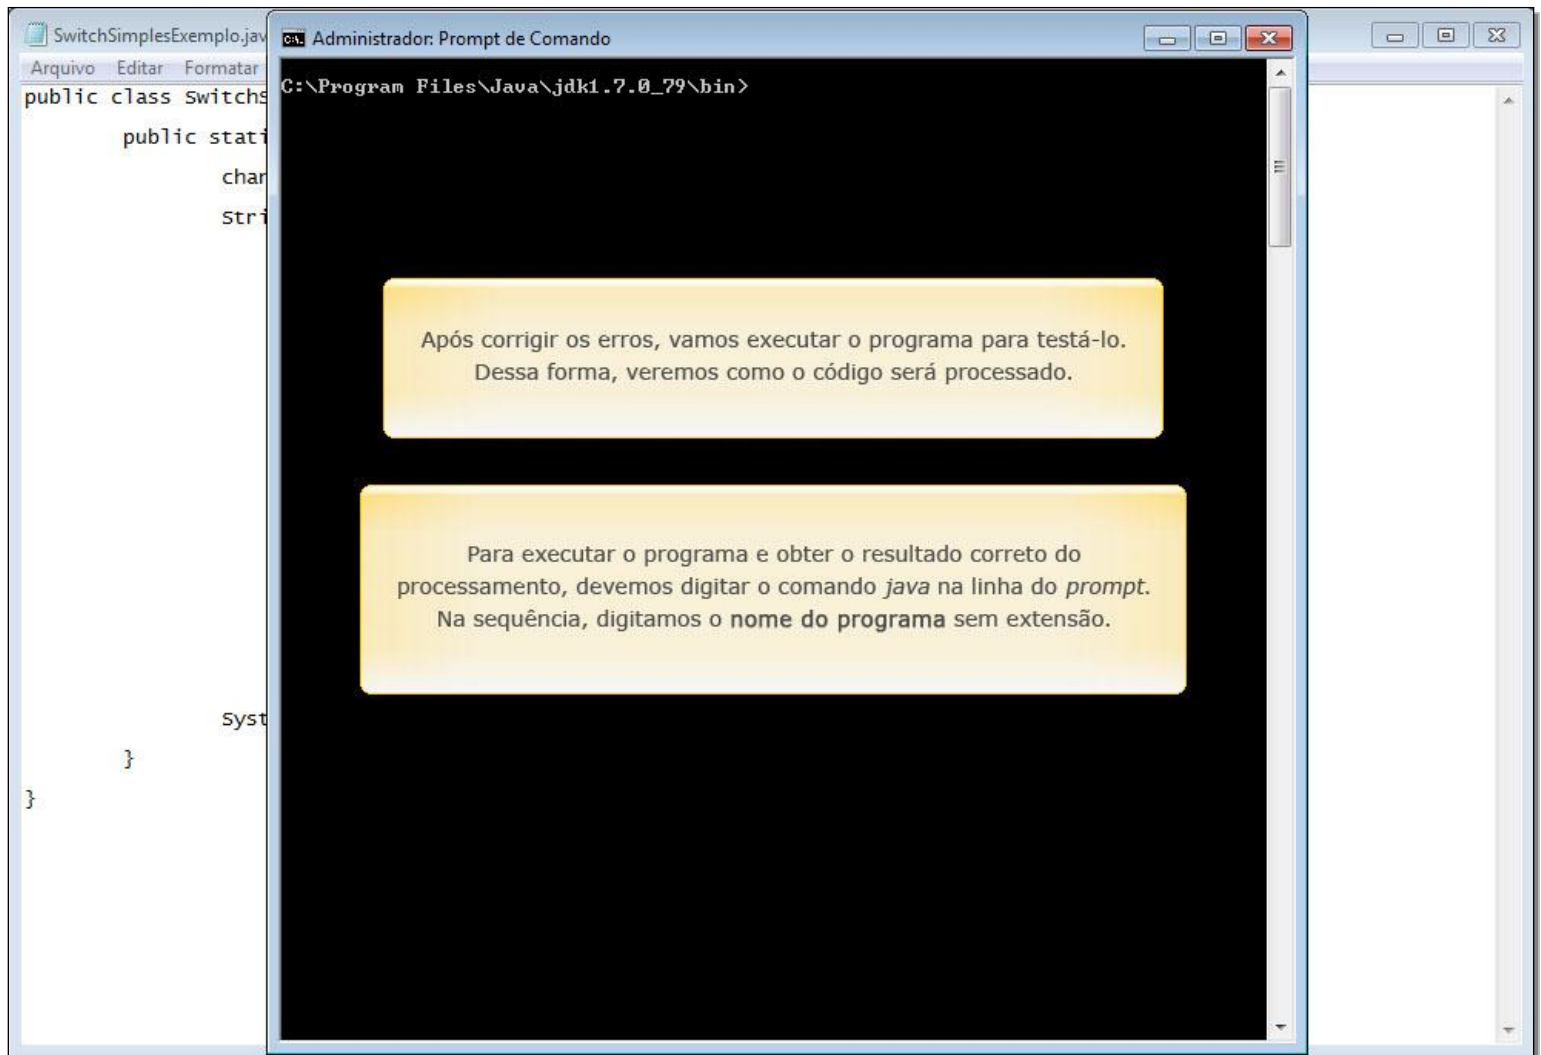 SwitchSimplesExemplo.jav
Arquivo Editar Formatar
public class SwitchS
public stati
char
Stri
Syst
}
}
Administrador: Prompt de Comando
C:\Program Files\Java\jdk1.7.0_79\bin>
Após corrigir os erros, vamos executar o programa para testá-lo.
Dessa forma, veremos como o código será processado.
Para executar o programa e obter o resultado correto do
processamento, devemos digitar o comando java na linha do prompt.
Na sequência, digitamos o nome do programa sem extensão.